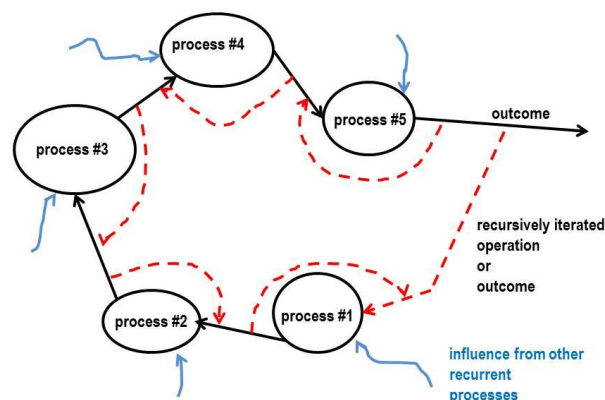 process #4
process #5
outcome
process #3
recursively iterated
operation
or
outcome
process #2
process #1
influence from other
recurrent
processes